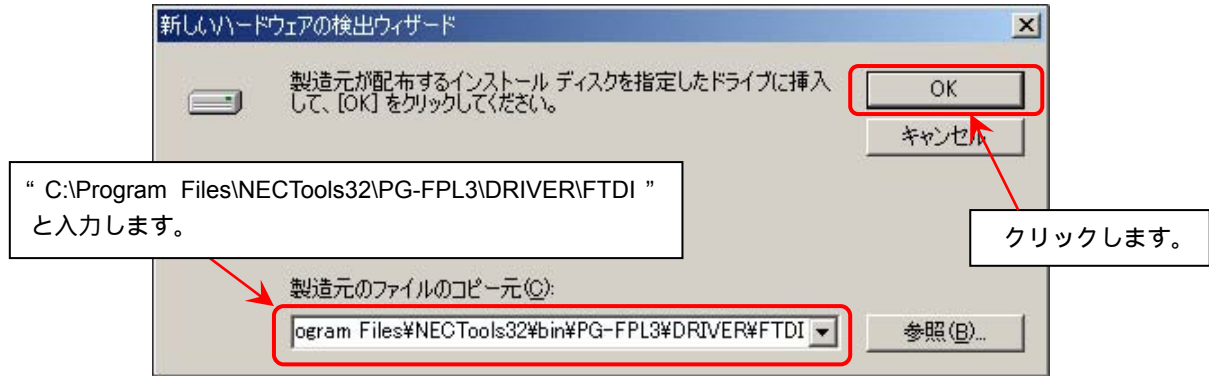 新しいハードウェアの検出ウィザード
製造元が配布するインストール ディスクを指定したドライブに挿入
して、[OK] をクリックしてください。
OK
キャンセル
“ C:\Program Files\NECTools32\PG-FPL3\DRIVER\FTDI ”
と入力します。
クリックします。
製造元のファイルのコピー元(C):
ogram Files¥NECTools32¥bin¥PG-FPL3¥DRIVER¥FTDI
参照(B)...